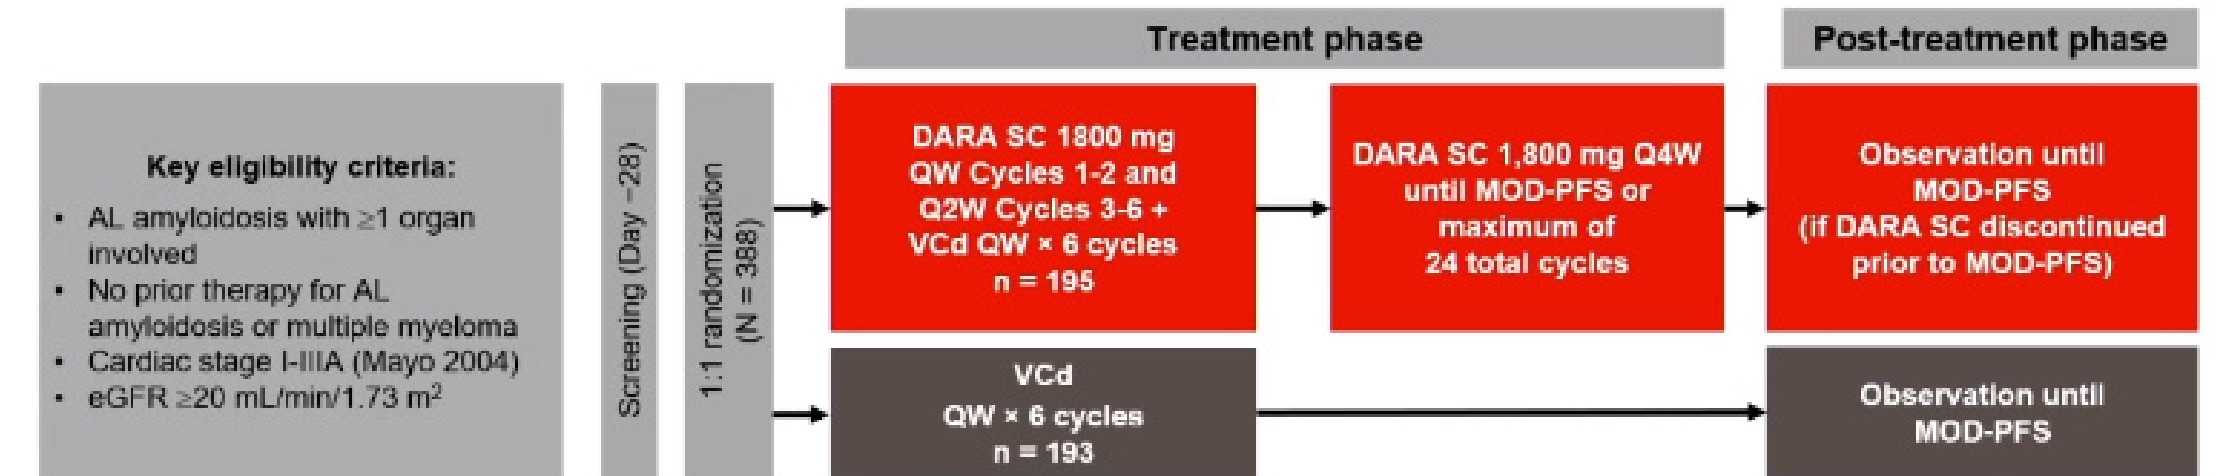 Treatment phase
Post-treatment phase
Key eligibility criteria:
• AL amyloidosis with ≥1 organ
involved
• No prior therapy for AL
amyloidosis or multiple myeloma
• Cardiac stage I-IIIA (Mayo 2004)
• eGFR ≥20 mL/min/1.73 m²
Screening (Day −28)
1:1 randomization
(N = 388)
DARA SC 1800 mg
QW Cycles 1-2 and
Q2W Cycles 3-6 +
VCd QW × 6 cycles
n = 195
DARA SC 1,800 mg Q4W
until MOD-PFS or
maximum of
24 total cycles
Observation until
MOD-PFS
(if DARA SC discontinued
prior to MOD-PFS)
VCd
QW × 6 cycles
n = 193
Observation until
MOD-PFS